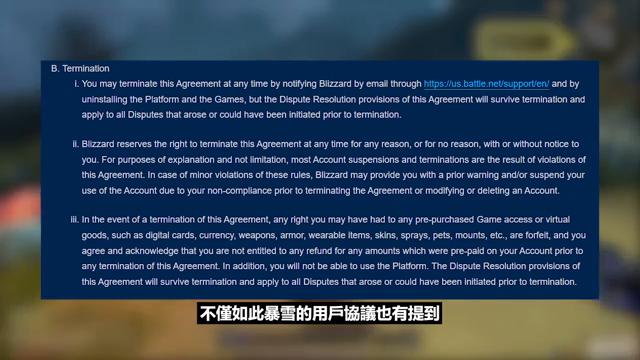 B. Termination
i. You may terminate this Agreement at any time by notifying Blizzard by email through https://us.battle.net/support/en/ and by
uninstalling the Platform and the Games, but the Dispute Resolution provisions of this Agreement will survive termination and
apply to all Disputes that arose or could have been initiated prior to termination.
ii. Blizzard reserves the right to terminate this Agreement at any time for any reason, or for no reason, with or without notice to
you. For purposes of explanation and not limitation, most Account suspensions and terminations are the result of violations of
this Agreement. In case of minor violations of these rules, Blizzard may provide you with a prior warning and/or suspend your
use of the Account due to your non-compliance prior to terminating the Agreement or modifying or deleting an Account.
iii. In the event of a termination of this Agreement, any right you may have had to any pre-purchased Game access or virtual
goods, such as digital cards, currency, weapons, armor, wearable items, skins, sprays, pets, mounts, etc., are forfeit, and you
agree and acknowledge that you are not entitled to any refund for any amounts which were pre-paid on your Account prior to
any termination of this Agreement. In addition, you will not be able to use the Platform. The Dispute Resolution provisions of
this Agreement will survive termination and apply to all Disputes that arose or could have been initiated prior to termination.
不僅如此暴雪的用戶協議也有提到